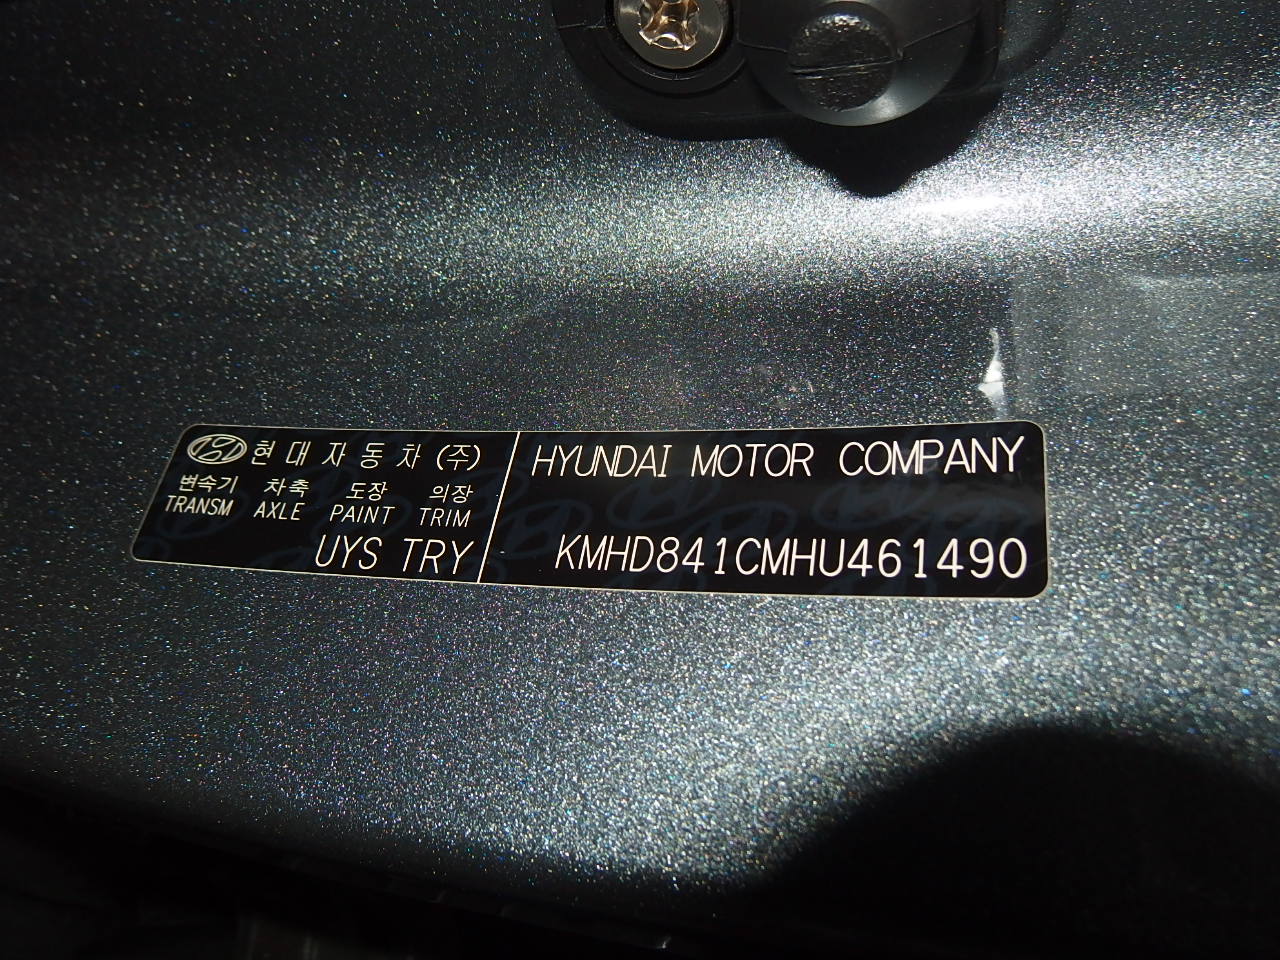 현대자동차(주)
변속기 차축 도장 의장
TRANSM AXLE PAINT TRIM
UYS TRY
HYUNDAI MOTOR COMPANY
KMHD841CMHU461490